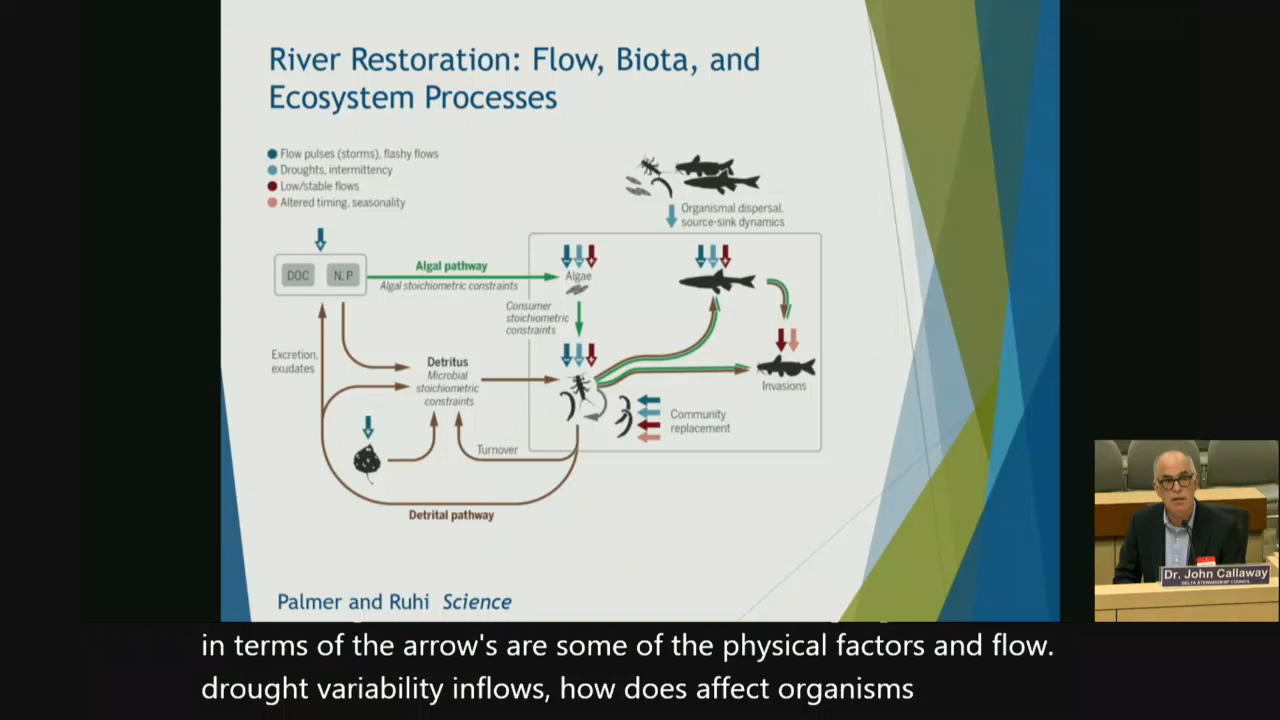 River Restoration: Flow, Biota, and
Ecosystem Processes
Flow pulses (storms), flashy flows
Droughts, intermittency
Low/stable flows
Altered timing, seasonality
Organismal dispersal,
source-sink dynamics
DOC
N, P
Algal pathway
Algal stoichiometric constraints
Algae
Consumer
stoichiometric
constraints
Excretion,
exudates
Detritus
Microbial
stoichiometric
constraints
Invasions
Community
replacement
Turnover
Detrital pathway
Palmer and Ruhi Science
Dr. John Callaway
DELTA STEWARDSHIP COUNCIL
in terms of the arrow's are some of the physical factors and flow.
drought variability inflows, how does affect organisms